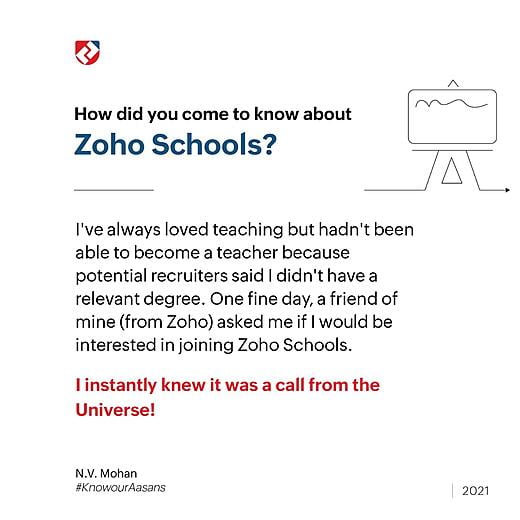 How did you come to know about
Zoho Schools?
I've always loved teaching but hadn't been
able to become a teacher because
potential recruiters said I didn't have a
relevant degree. One fine day, a friend of
mine (from Zoho) asked me if I would be
interested in joining Zoho Schools.
I instantly knew it was a call from the
Universe!
N.V. Mohan
#KnowourAasans
2021